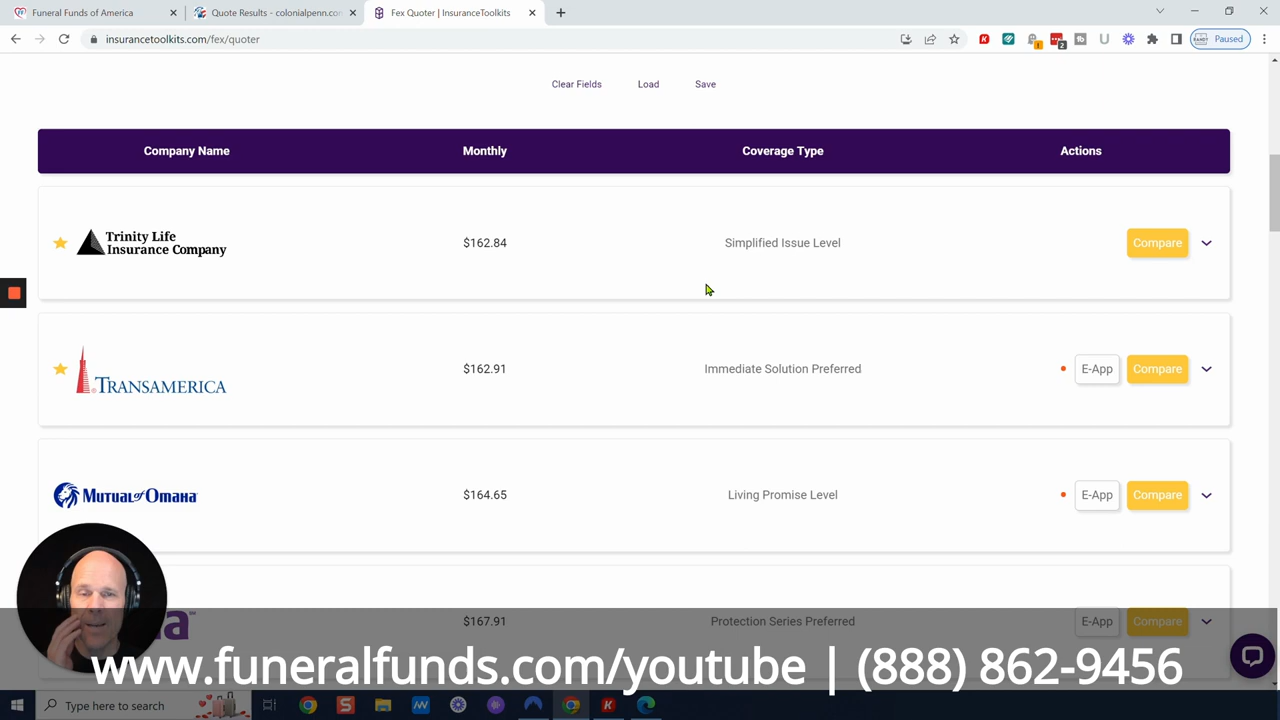 Funeral Funds of America
Quote Results - colonialpenn.con
Fex Quoter | InsuranceToolkits
insurancetoolkits.com/fex/quoter
Paused
Clear Fields Load Save
Company Name Monthly Coverage Type Actions
Trinity Life
Insurance Company
$162.84 Simplified Issue Level Compare
TRANSAMERICA $162.91 Immediate Solution Preferred E-App Compare
MUTUAL of OMAHA $164.65 Living Promise Level E-App Compare
$167.91 Protection Series Preferred E-App Compare
www.funeralfunds.com/youtube | (888) 862-9456
Type here to search